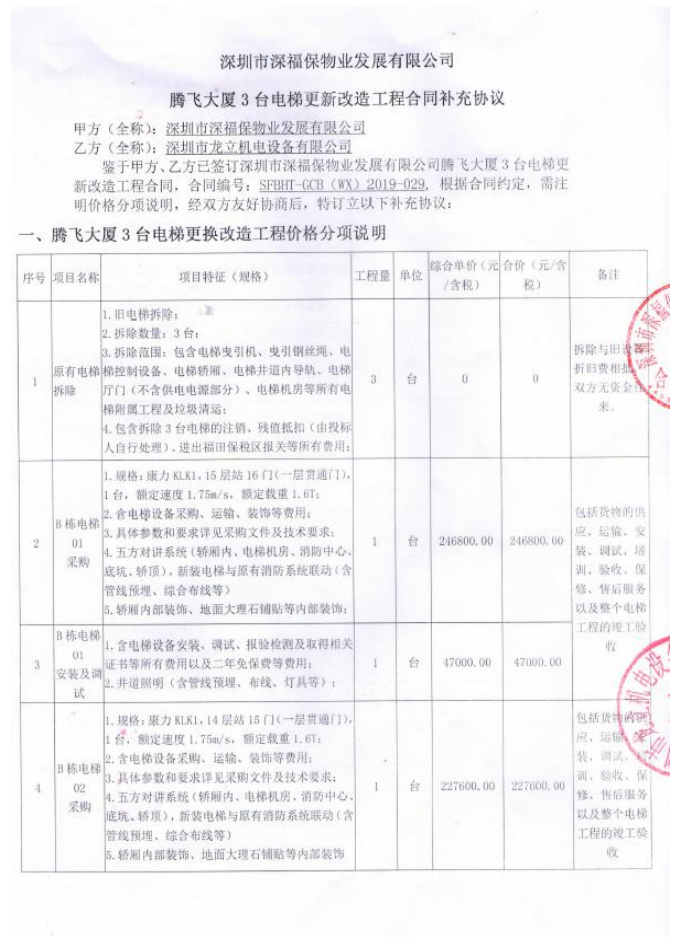 深圳市深福保物业发展有限公司
腾飞大厦 3 台电梯更新改造工程合同补充协议
甲方（全称）：深圳市深福保物业发展有限公司
乙方（全称）：深圳市龙立机电设备有限公司
鉴于甲方、乙方已签订深圳市深福保物业发展有限公司腾飞大厦 3 台电梯更
新改造工程合同，合同编号：SFBHT-GCB（WX）2019-029，根据合同约定，需注
明价格分项说明，经双方友好协商后，特订立以下补充协议：
一、腾飞大厦 3 台电梯更换改造工程价格分项说明
序号 项目名称 项目特征（规格） 工程量 单位 综合单价（元/含税） 合价（元/含税） 备注
1
原有电梯
拆除
1.旧电梯拆除；
2.拆除数量：3 台；
3.拆除范围：包含电梯曳引机、曳引钢丝绳、电
梯控制设备、电梯轿厢、电梯井道内导轨、电梯
厅门（不含供电电源部分）、电梯机房等所有电
梯附属工程及垃圾清运；
4.包含拆除 3 台电梯的注销、残值抵扣（由投标
人自行处理）、进出福田保税区报关等所有费用；
3
台
0
0
拆除与旧设
折旧费相抵
双方无资金
来。
2
B 栋电梯
01
采购
1.规格：康力 KLK1，15 层站 16 门(一层贯通门)，
1 台，额定速度 1.75m/s，额定载重 1.6T；
2.含电梯设备采购、运输、装饰等费用；
3.具体参数和要求详见采购文件及技术要求；
4.五方对讲系统（轿厢内、电梯机房、消防中心、
底坑、轿顶），新装电梯与原有消防系统联动（含
管线预埋、综合布线等）
5.轿厢内部装饰、地面大理石铺贴等内部装饰；
1
台
246800.00
246800.00
包括货物的供
应、运输、安
装、调试、培
训、验收、保
修、售后服务
以及整个电梯
工程的竣工验
收
3
B 栋电梯
01
安装及调
试
1.含电梯设备安装、调试、报验检测及取得相关
证书等所有费用以及二年免保费等费用；
2.井道照明（含管线预埋、布线、灯具等）；
1
台
47000.00
47000.00
4
B 栋电梯
02
采购
1.规格：康力 KLK1，14 层站 15 门(一层贯通门)，
1 台，额定速度 1.75m/s，额定载重 1.6T；
2.含电梯设备采购、运输、装饰等费用；
3.具体参数和要求详见采购文件及技术要求；
4.五方对讲系统（轿厢内、电梯机房、消防中心、
底坑、轿顶），新装电梯与原有消防系统联动（含
管线预埋、综合布线等）
5.轿厢内部装饰、地面大理石铺贴等内部装饰
1
台
227600.00
227600.00
包括货物的供
应、运输、
装、调试、
训、验收、保
修、售后服务
以及整个电梯
工程的竣工验
收